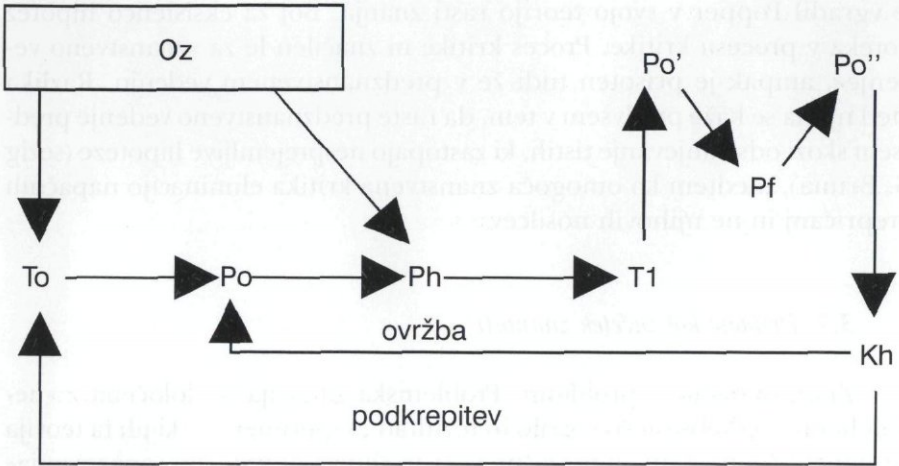 Oz
Po' Po''
Pf
To Po Ph T1
ovržba
Kh
podkrepitev